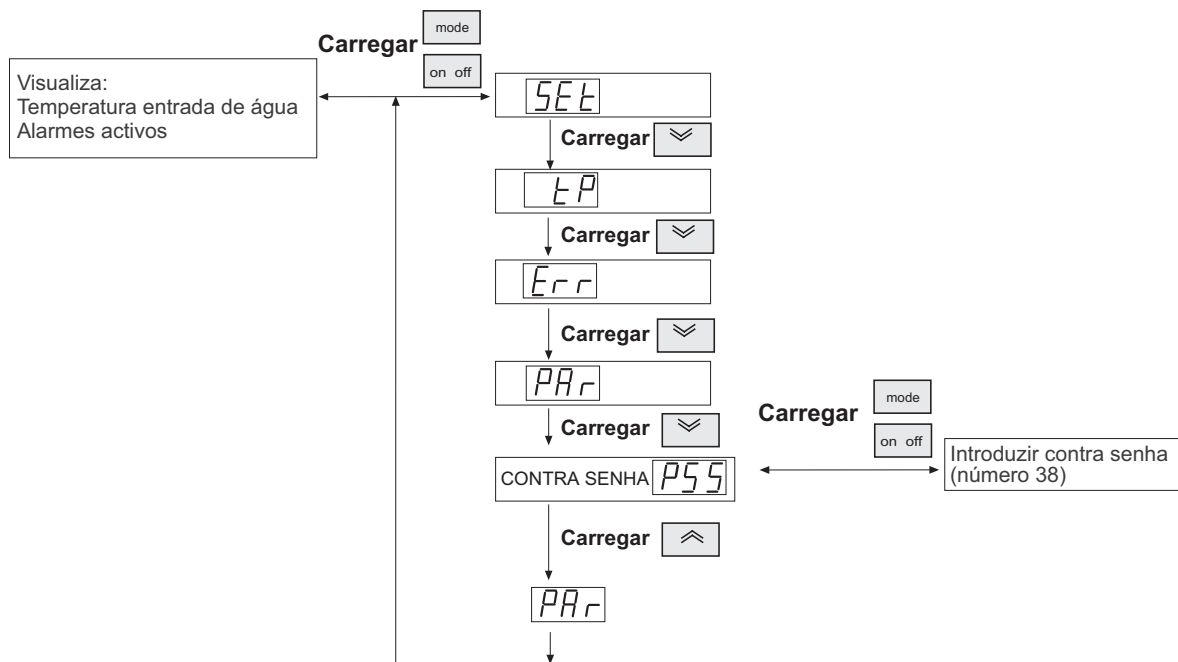 Carregar
mode
on off
Visualiza:
Temperatura entrada de água
Alarmes activos
SEt
Carregar
tP
Carregar
Err
Carregar
PAr
Carregar
Carregar
mode
on off
CONTRA SENHA PSS
Introduzir contra senha
(número 38)
Carregar
PAr